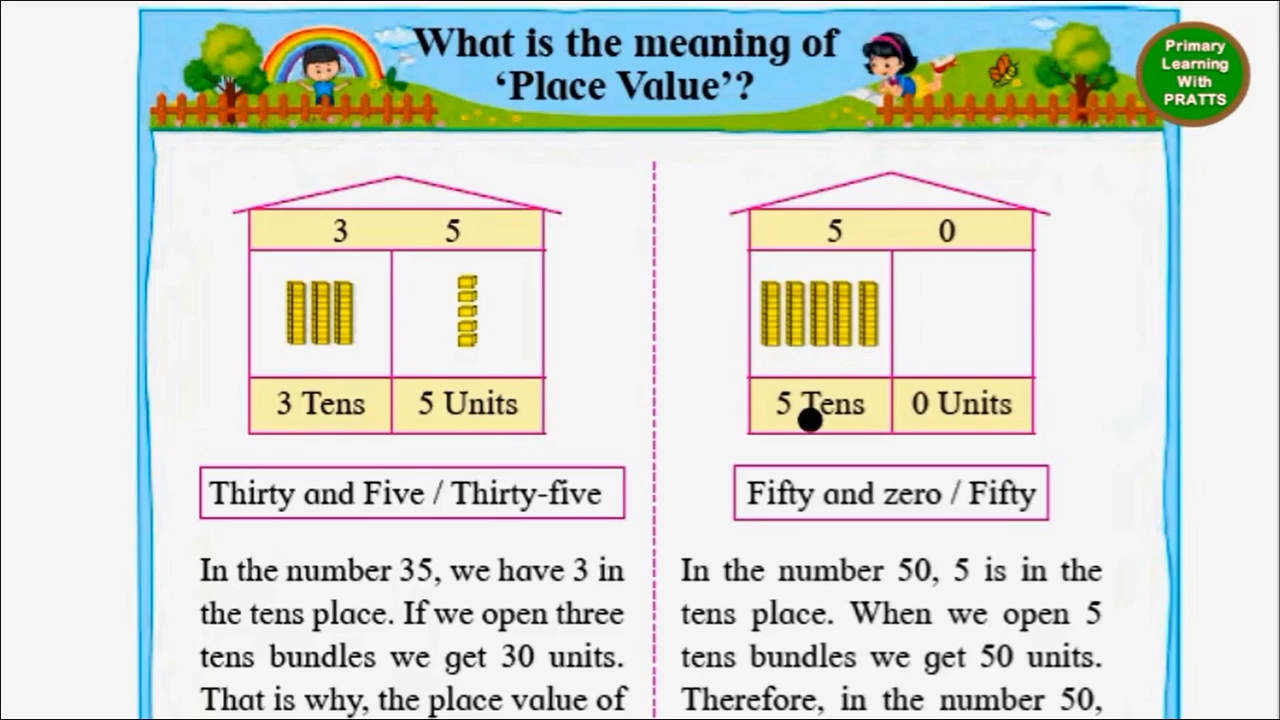 What is the meaning of
‘Place Value’?
Primary
Learning
With
PRATTS
3 5
3 Tens 5 Units
Thirty and Five / Thirty-five
In the number 35, we have 3 in
the tens place. If we open three
tens bundles we get 30 units.
That is why, the place value of
5 0
5 Tens 0 Units
Fifty and zero / Fifty
In the number 50, 5 is in the
tens place. When we open 5
tens bundles we get 50 units.
Therefore, in the number 50,